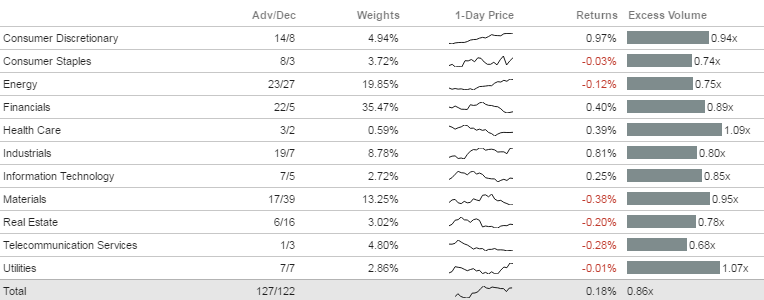 Adv/Dec Weights 1-Day Price Returns Excess Volume
Consumer Discretionary 14/8 4.94% 0.97% 0.94x
Consumer Staples 8/3 3.72% -0.03% 0.74x
Energy 23/27 19.85% -0.12% 0.75x
Financials 22/5 35.47% 0.40% 0.89x
Health Care 3/2 0.59% 0.39% 1.09x
Industrials 19/7 8.78% 0.81% 0.80x
Information Technology 7/5 2.72% 0.25% 0.85x
Materials 17/39 13.25% -0.38% 0.95x
Real Estate 6/16 3.02% -0.20% 0.78x
Telecommunication Services 1/3 4.80% -0.28% 0.68x
Utilities 7/7 2.86% -0.01% 1.07x
Total 127/122 0.18% 0.86x